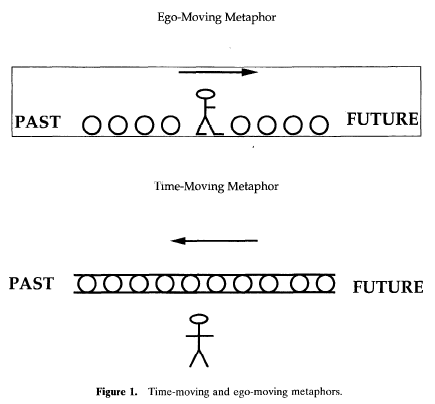 Ego-Moving Metaphor
PAST FUTURE
Time-Moving Metaphor
PAST FUTURE
Figure 1. Time-moving and ego-moving metaphors.